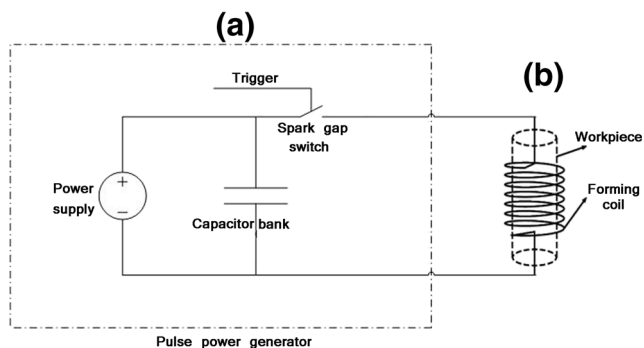 (a)
Trigger
(b)
Spark gap
switch
Workpiece
Power
supply
+
−
Forming
coil
Capacitor bank
Pulse power generator